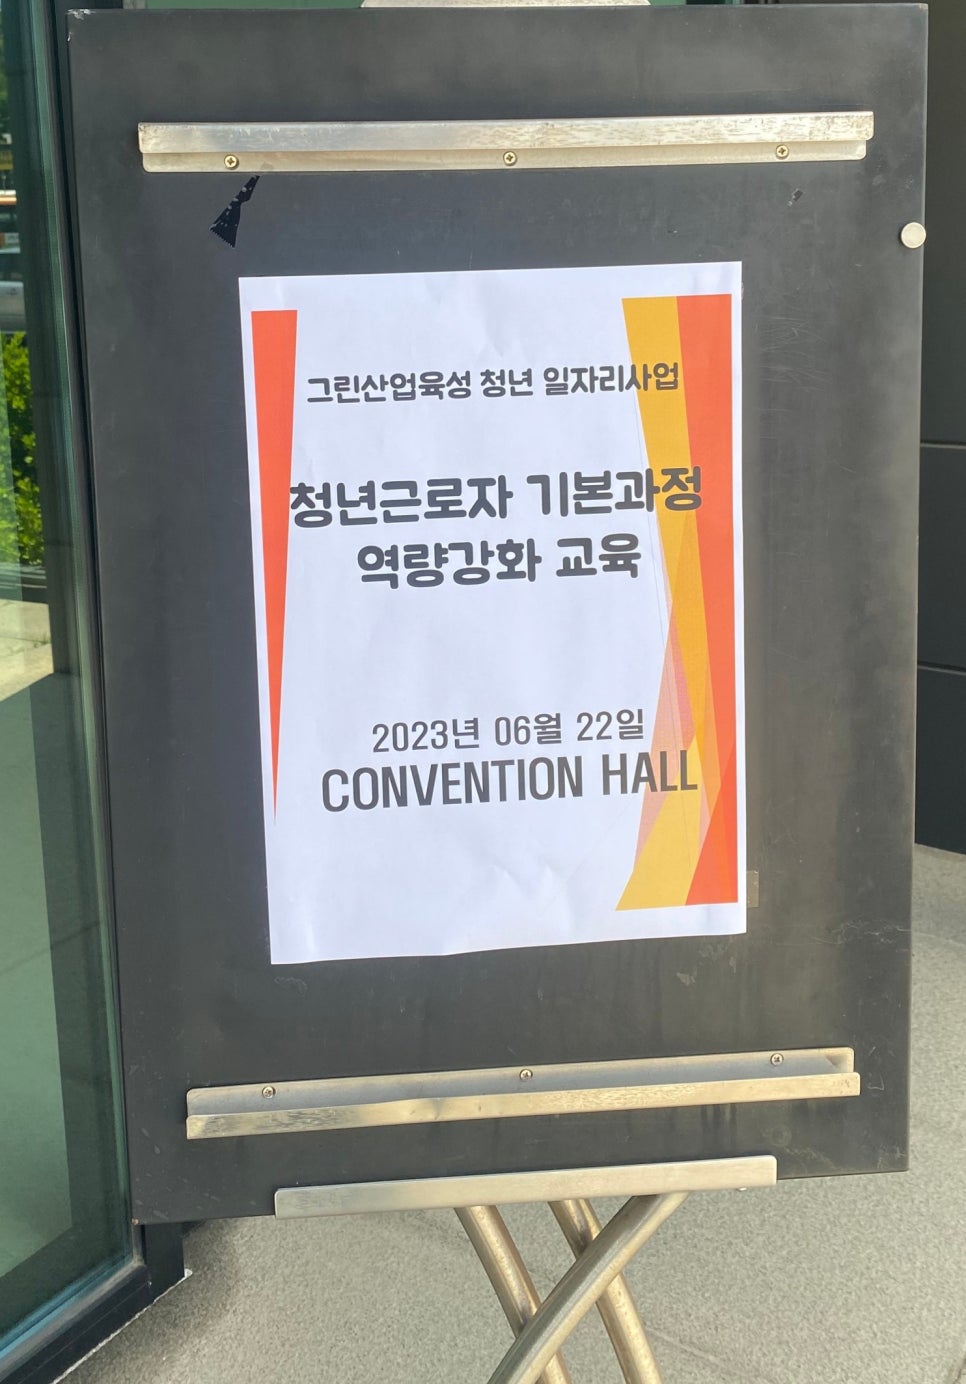 그린산업육성 청년 일자리사업
청년근로자 기본과정
역량강화 교육
2023년 06월 22일
CONVENTION HALL